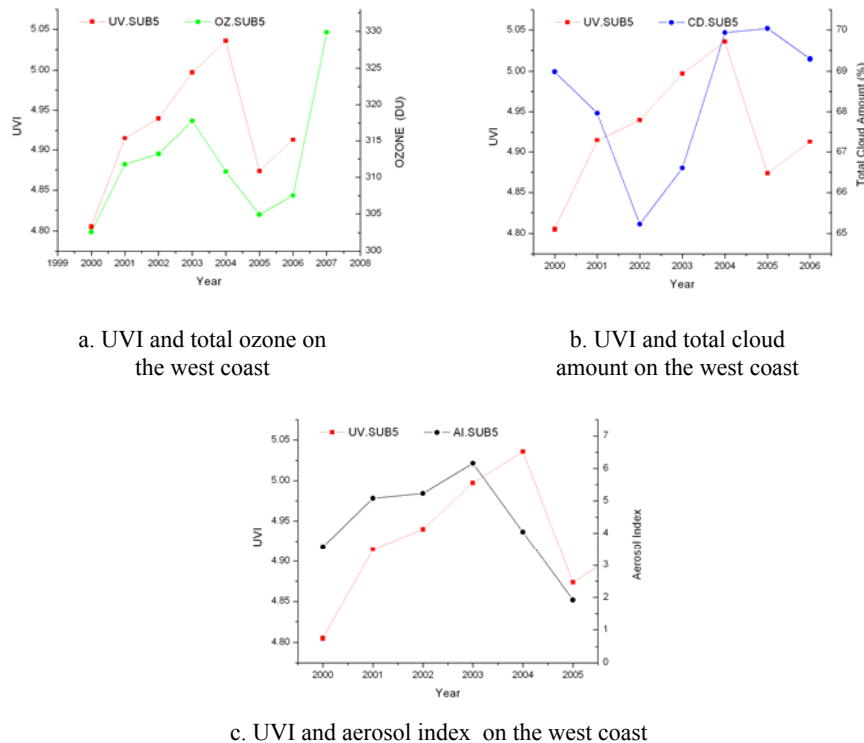 UV.SUB5 OZ.SUB5
5.05
5.00
4.95
4.90
4.85
4.80
UVI
330
325
320
315
310
305
300
OZONE (DU)
1999 2000 2001 2002 2003 2004 2005 2006 2007 2008
Year
a. UVI and total ozone on
the west coast
UV.SUB5 CD.SUB5
5.05
5.00
4.95
4.90
4.85
4.80
UVI
70
69
68
67
66
65
Total Cloud Amount (%)
2000 2001 2002 2003 2004 2005 2006
Year
b. UVI and total cloud
amount on the west coast
UV.SUB5 AI.SUB5
5.05
5.00
4.95
4.90
4.85
4.80
UVI
7
6
5
4
3
2
1
0
Aerosol Index
2000 2001 2002 2003 2004 2005
Year
c. UVI and aerosol index on the west coast